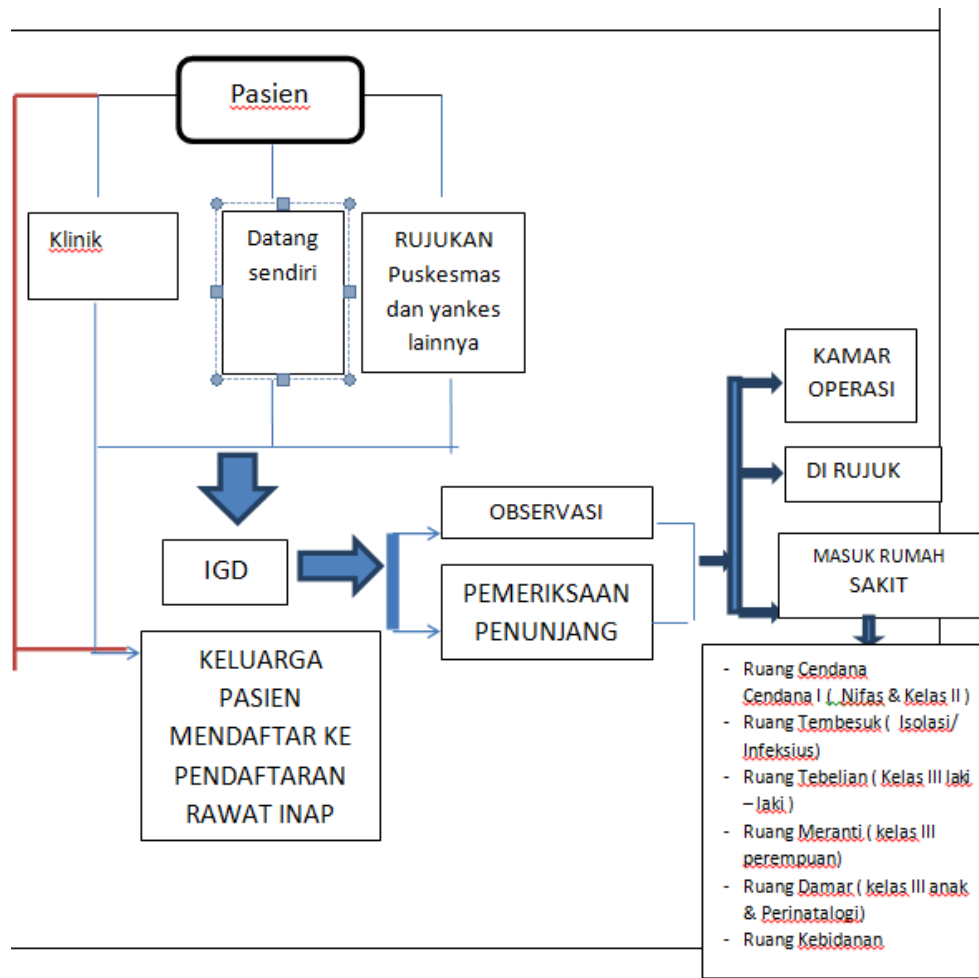 Pasien
Klinik
Datang
sendiri
RUJUKAN
Puskesmas
dan yankes
lainnya
KAMAR
OPERASI
DI RUJUK
OBSERVASI
MASUK RUMAH
SAKIT
IGD
PEMERIKSAAN
PENUNJANG
KELUARGA
PASIEN
MENDAFTAR KE
PENDAFTARAN
RAWAT INAP
- Ruang Cendana
Cendana I ( Nifas & Kelas II )
- Ruang Tembesuk ( Isolasi/
Infeksius)
- Ruang Tebelian ( Kelas III laki
– laki )
- Ruang Meranti ( kelas III
perempuan)
- Ruang Damar ( kelas III anak
& Perinatalogi)
- Ruang Kebidanan